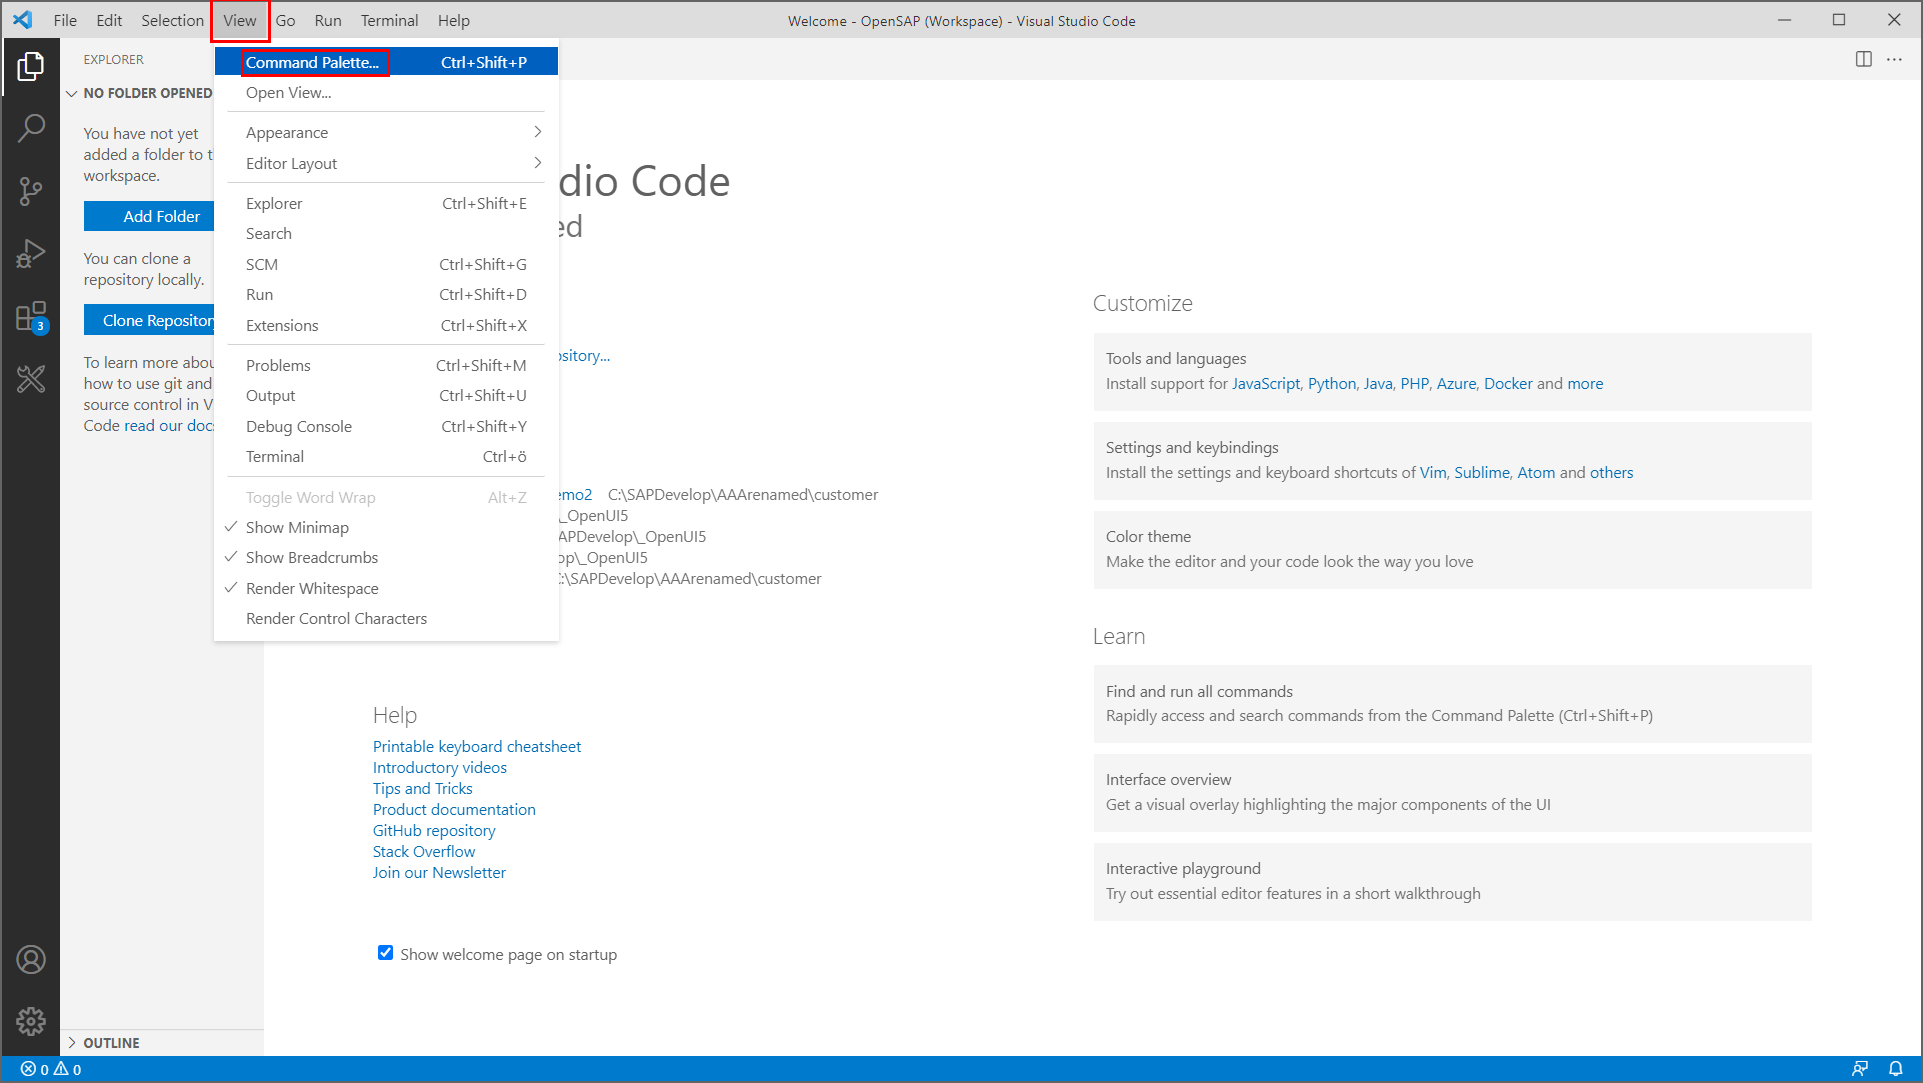 File Edit Selection View Go Run Terminal Help
Welcome - OpenSAP (Workspace) - Visual Studio Code
EXPLORER
NO FOLDER OPENED
You have not yet
added a folder to t
workspace.
Add Folder
You can clone a
repository locally.
Clone Repository
To learn more abou
how to use git and
source control in V
Code read our docs
3
Command Palette... Ctrl+Shift+P
Open View...
Appearance
Editor Layout
Explorer Ctrl+Shift+E
Search
SCM Ctrl+Shift+G
Run Ctrl+Shift+D
Extensions Ctrl+Shift+X
Problems Ctrl+Shift+M
Output Ctrl+Shift+U
Debug Console Ctrl+Shift+Y
Terminal Ctrl+ö
Toggle Word Wrap Alt+Z
Show Minimap
Show Breadcrumbs
Render Whitespace
Render Control Characters
dio Code
ed
ository...
emo2 C:\SAPDevelop\AAArenamed\customer
\_OpenUI5
APDevelop\_OpenUI5
op\_OpenUI5
C:\SAPDevelop\AAArenamed\customer
Help
Printable keyboard cheatsheet
Introductory videos
Tips and Tricks
Product documentation
GitHub repository
Stack Overflow
Join our Newsletter
Show welcome page on startup
Customize
Tools and languages
Install support for JavaScript, Python, Java, PHP, Azure, Docker and more
Settings and keybindings
Install the settings and keyboard shortcuts of Vim, Sublime, Atom and others
Color theme
Make the editor and your code look the way you love
Learn
Find and run all commands
Rapidly access and search commands from the Command Palette (Ctrl+Shift+P)
Interface overview
Get a visual overlay highlighting the major components of the UI
Interactive playground
Try out essential editor features in a short walkthrough
OUTLINE
0 0